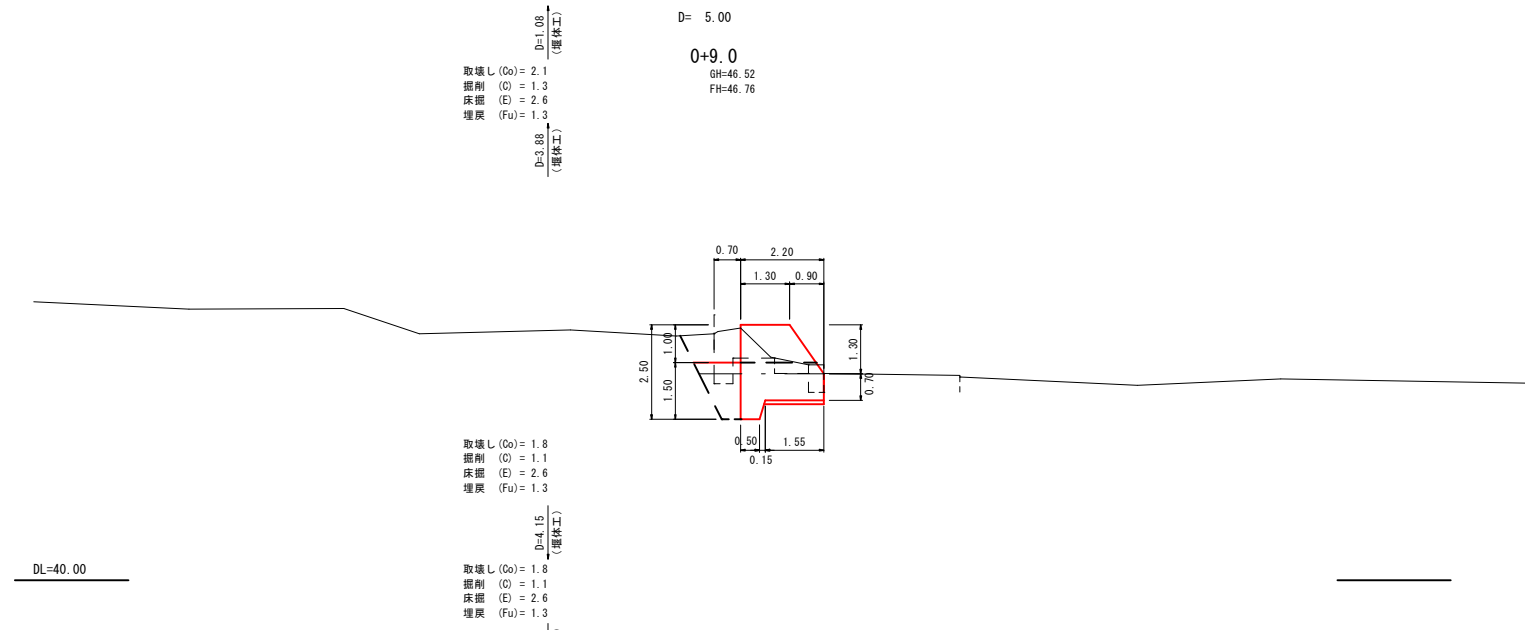 D=1.08
(堰体工)
D= 5.00
0+9.0
GH=46.52
FH=46.76
取壊し(Co)= 2.1
掘削 (C) = 1.3
床掘 (E) = 2.6
埋戻 (Fu)= 1.3
D=3.88
(堰体工)
0.70
2.20
1.30
0.90
2.50
1.00
1.50
1.30
0.70
0.50
0.15
1.55
取壊し(Co)= 1.8
掘削 (C) = 1.1
床掘 (E) = 2.6
埋戻 (Fu)= 1.3
D=4.15
(堰体工)
DL=40.00
取壊し(Co)= 1.8
掘削 (C) = 1.1
床掘 (E) = 2.6
埋戻 (Fu)= 1.3